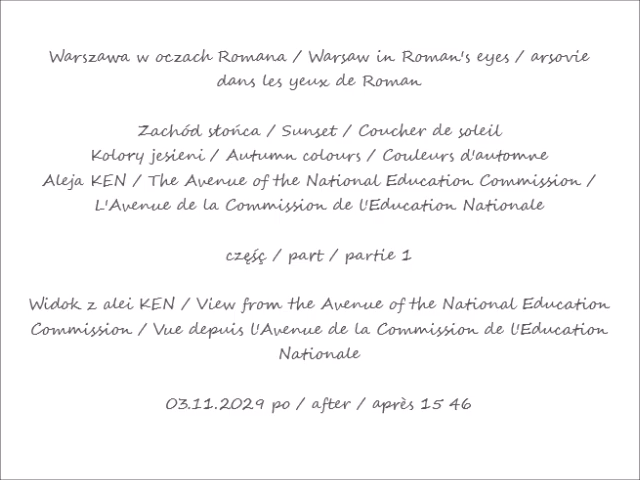 Warszawa w oczach Romana / Warsaw in Roman's eyes / arsovie
dans les yeux de Roman
Zachód słońca / Sunset / Coucher de soleil
Kolory jesieni / Autumn colours / Couleurs d'automne
Aleja KEN / The Avenue of the National Education Commission /
L'Avenue de la Commission de l'Education Nationale
częśç / part / partie 1
Widok z alei KEN / View from the Avenue of the National Education
Commission / Vue depuis l'Avenue de la Commission de l'Education
Nationale
03.11.2029 po / after / après 15 46